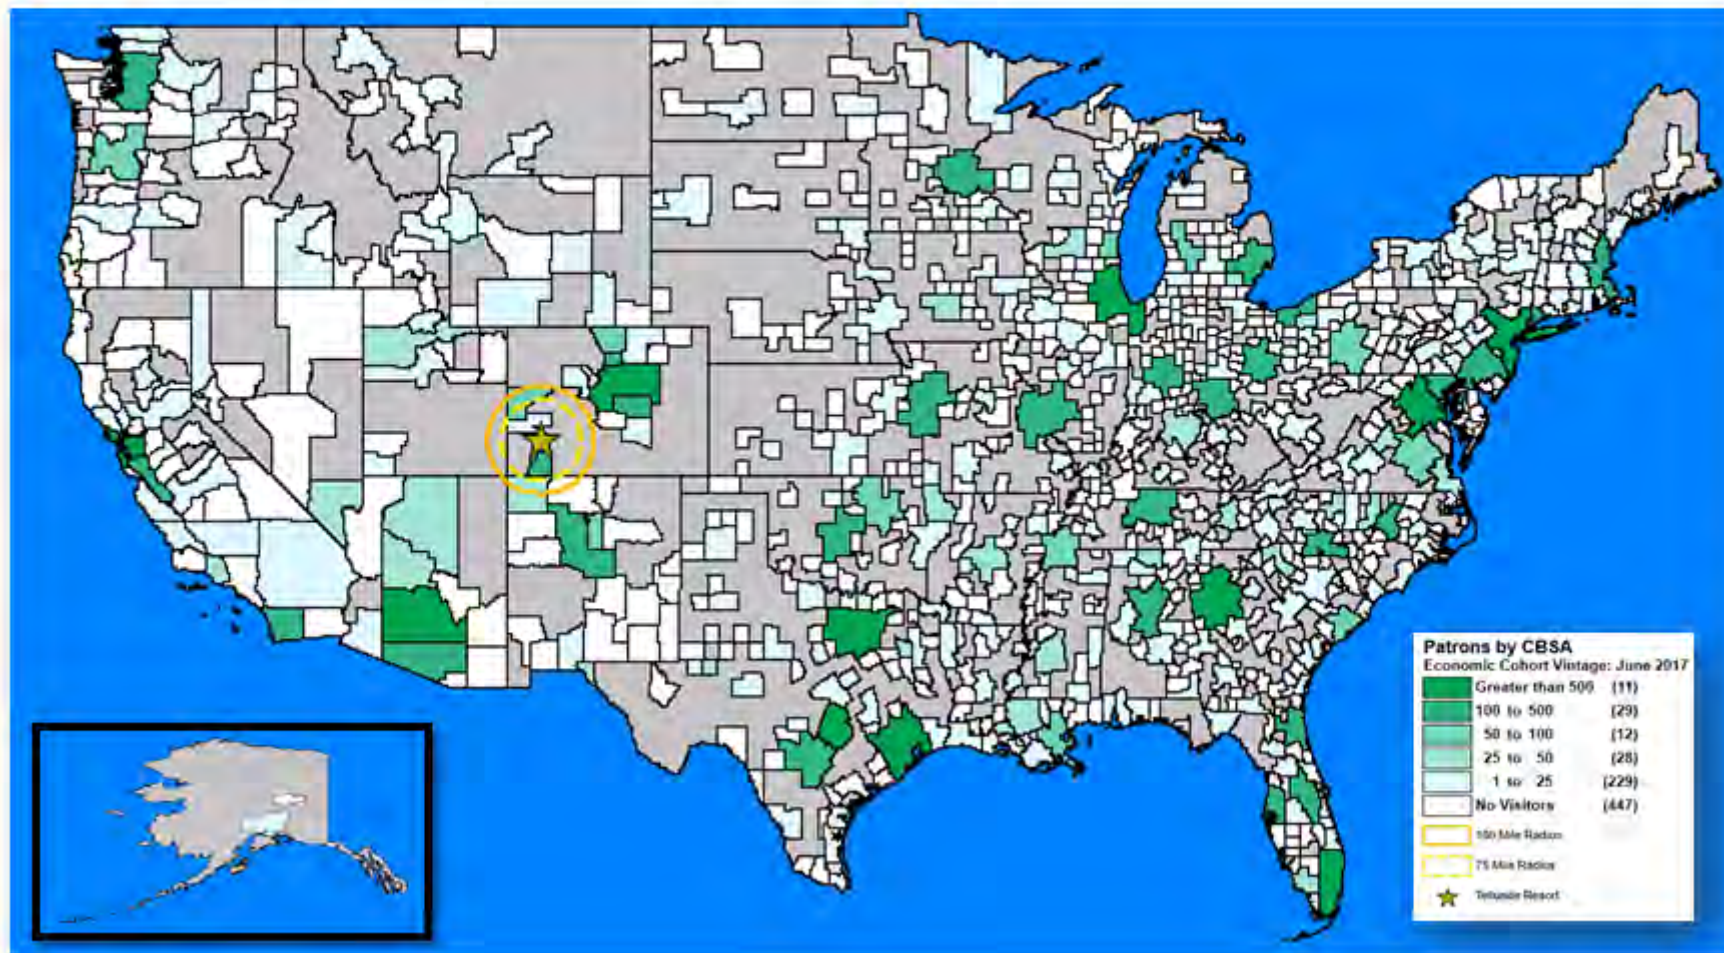 Patrons by CBSA
Economic Cohort Vintage: June 2017
Greater than 500 (11)
100 to 500 (29)
50 to 100 (12)
25 to 50 (28)
1 to 25 (229)
No Visitors (447)
100 Mile Radius
75 Mile Radius
Telluride Resort